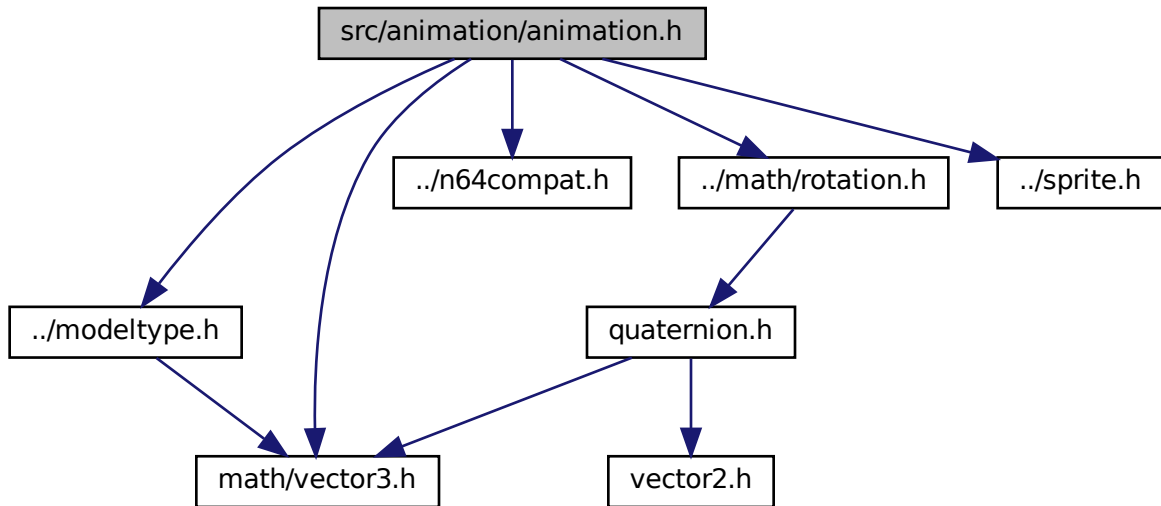 src/animation/animation.h
../n64compat.h
../math/rotation.h
../sprite.h
../modeltype.h
quaternion.h
math/vector3.h
vector2.h